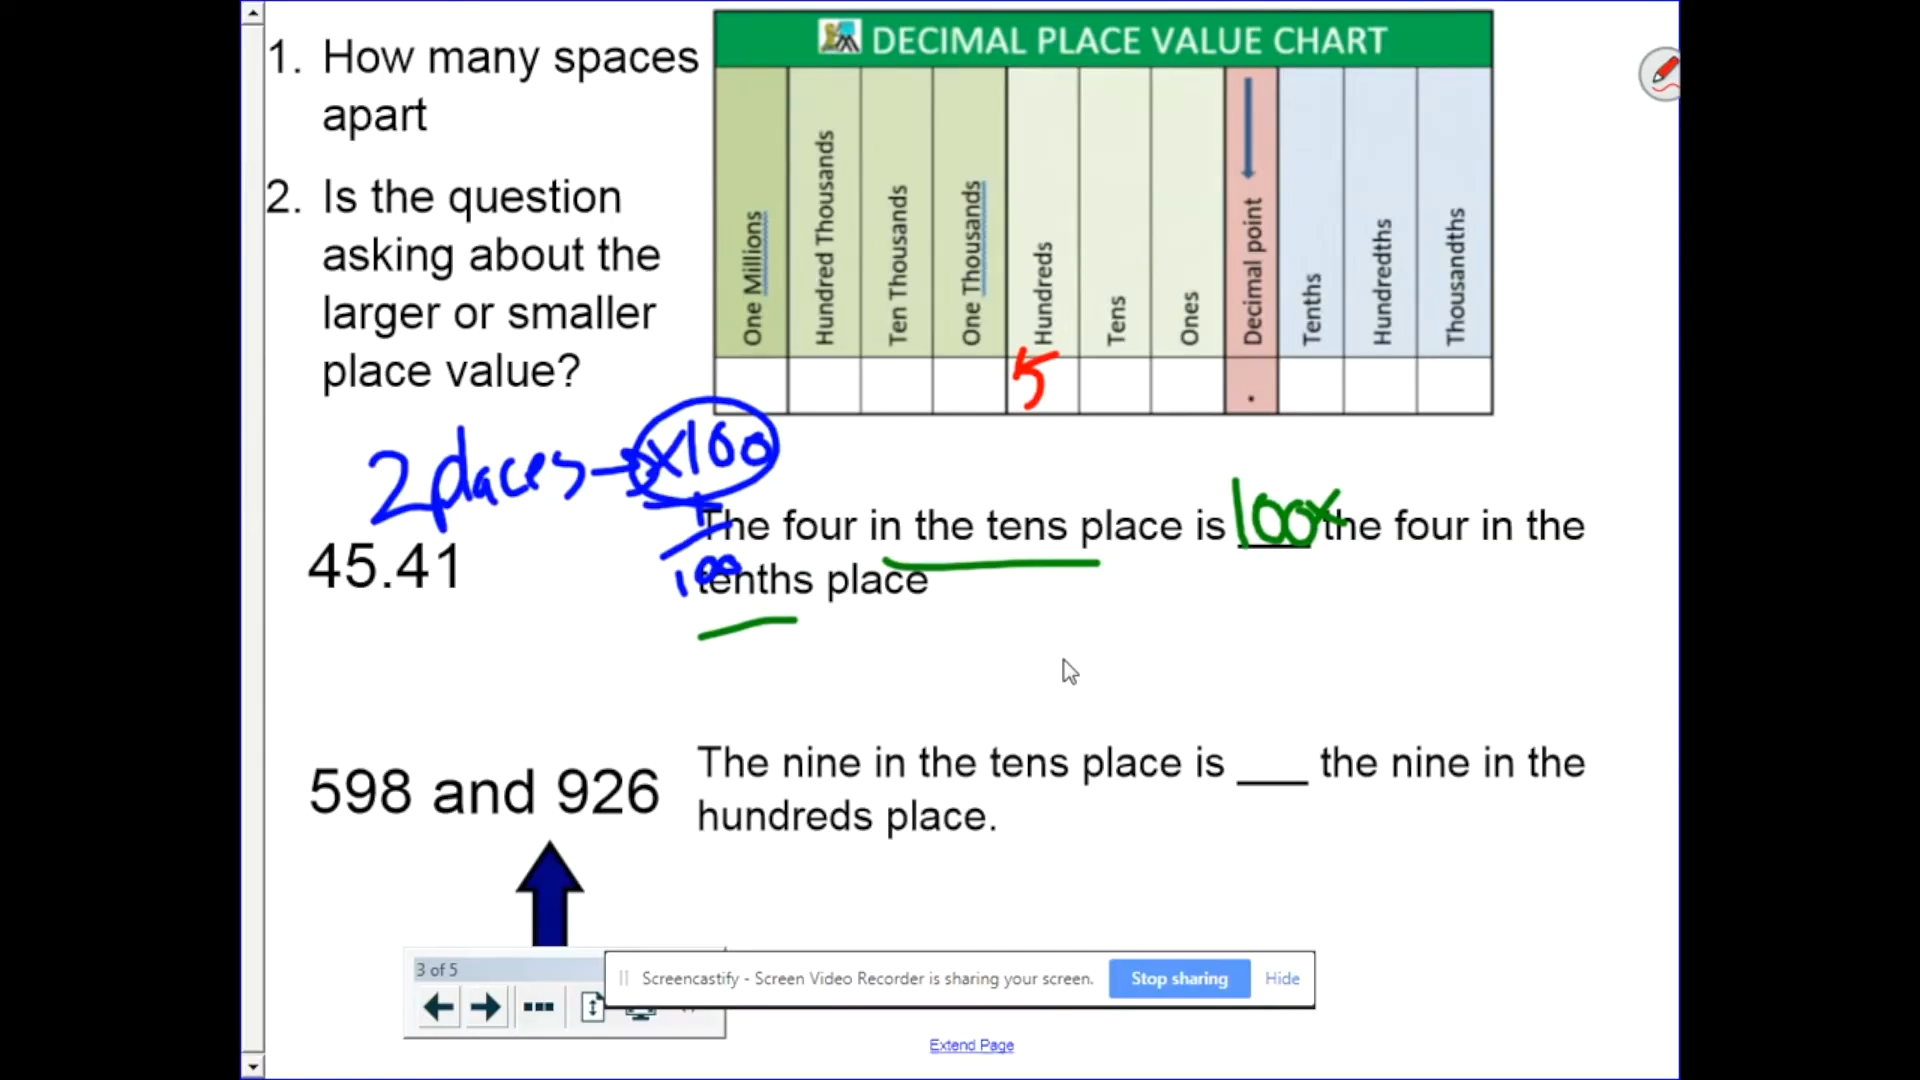 1. How many spaces
apart
2. Is the question
asking about the
larger or smaller
place value?
DECIMAL PLACE VALUE CHART
One Millions
Hundred Thousands
Ten Thousands
One Thousands
Hundreds
Tens
Ones
Decimal point
Tenths
Hundredths
Thousandths
5
.
2 places → x100
1
100
45.41
The four in the tens place is 100x the four in the
tenths place
598 and 926
The nine in the tens place is ___ the nine in the
hundreds place.
3 of 5
Screencastify - Screen Video Recorder is sharing your screen.
Stop sharing
Hide
Extend Page